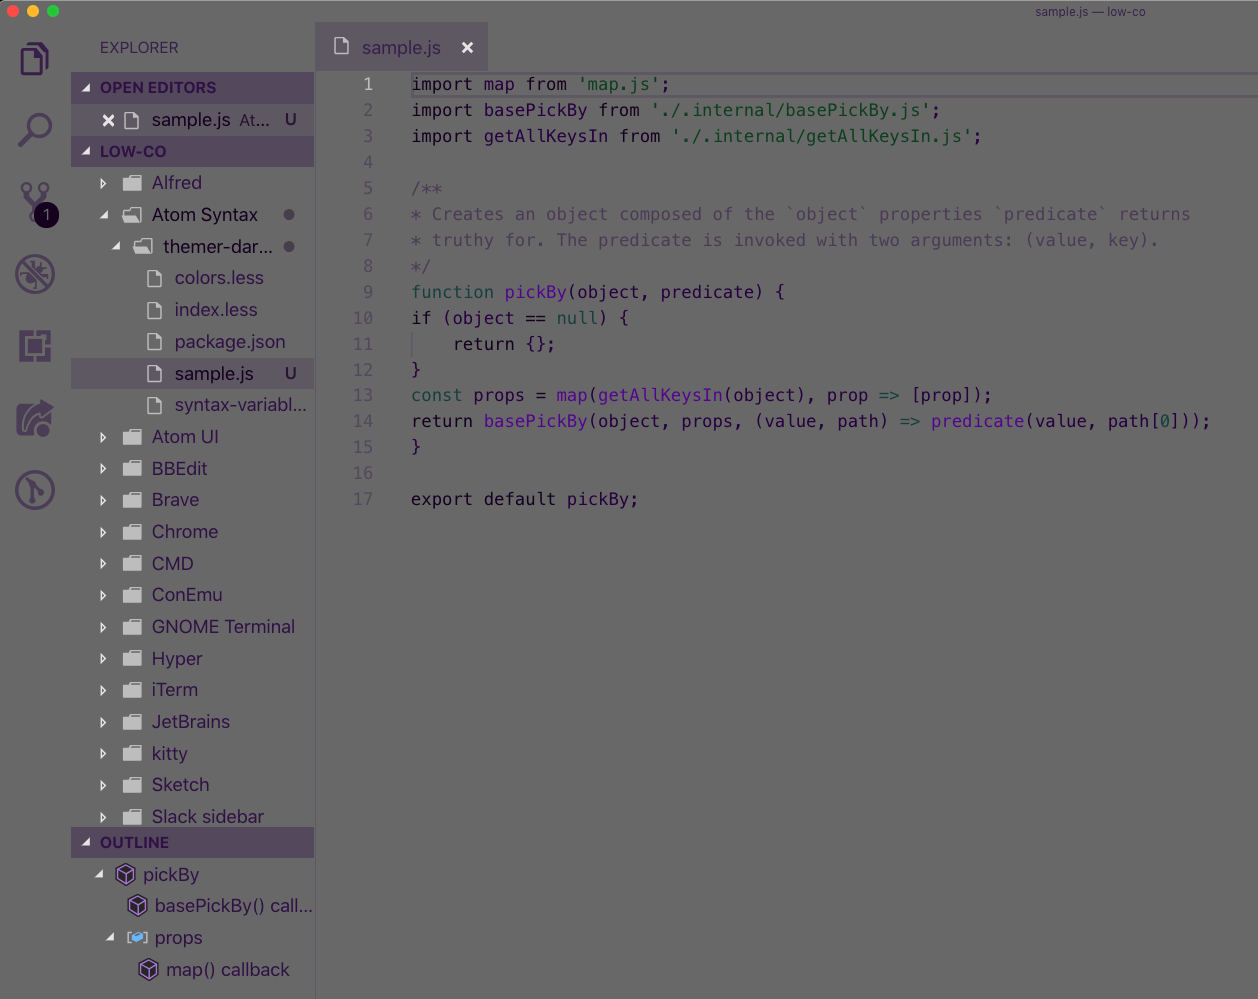 sample.js — low-co
EXPLORER
OPEN EDITORS
sample.js At... U
LOW-CO
Alfred
Atom Syntax
themer-dar...
colors.less
index.less
package.json
sample.js U
syntax-variabl...
Atom UI
BBEdit
Brave
Chrome
CMD
ConEmu
GNOME Terminal
Hyper
iTerm
JetBrains
kitty
Sketch
Slack sidebar
OUTLINE
pickBy
basePickBy() call...
props
map() callback
1
sample.js
1 import map from 'map.js';
2 import basePickBy from './.internal/basePickBy.js';
3 import getAllKeysIn from './.internal/getAllKeysIn.js';
4
5 /**
6 * Creates an object composed of the `object` properties `predicate` returns
7 * truthy for. The predicate is invoked with two arguments: (value, key).
8 */
9 function pickBy(object, predicate) {
10 if (object == null) {
11     return {};
12 }
13 const props = map(getAllKeysIn(object), prop => [prop]);
14 return basePickBy(object, props, (value, path) => predicate(value, path[0]));
15 }
16
17 export default pickBy;